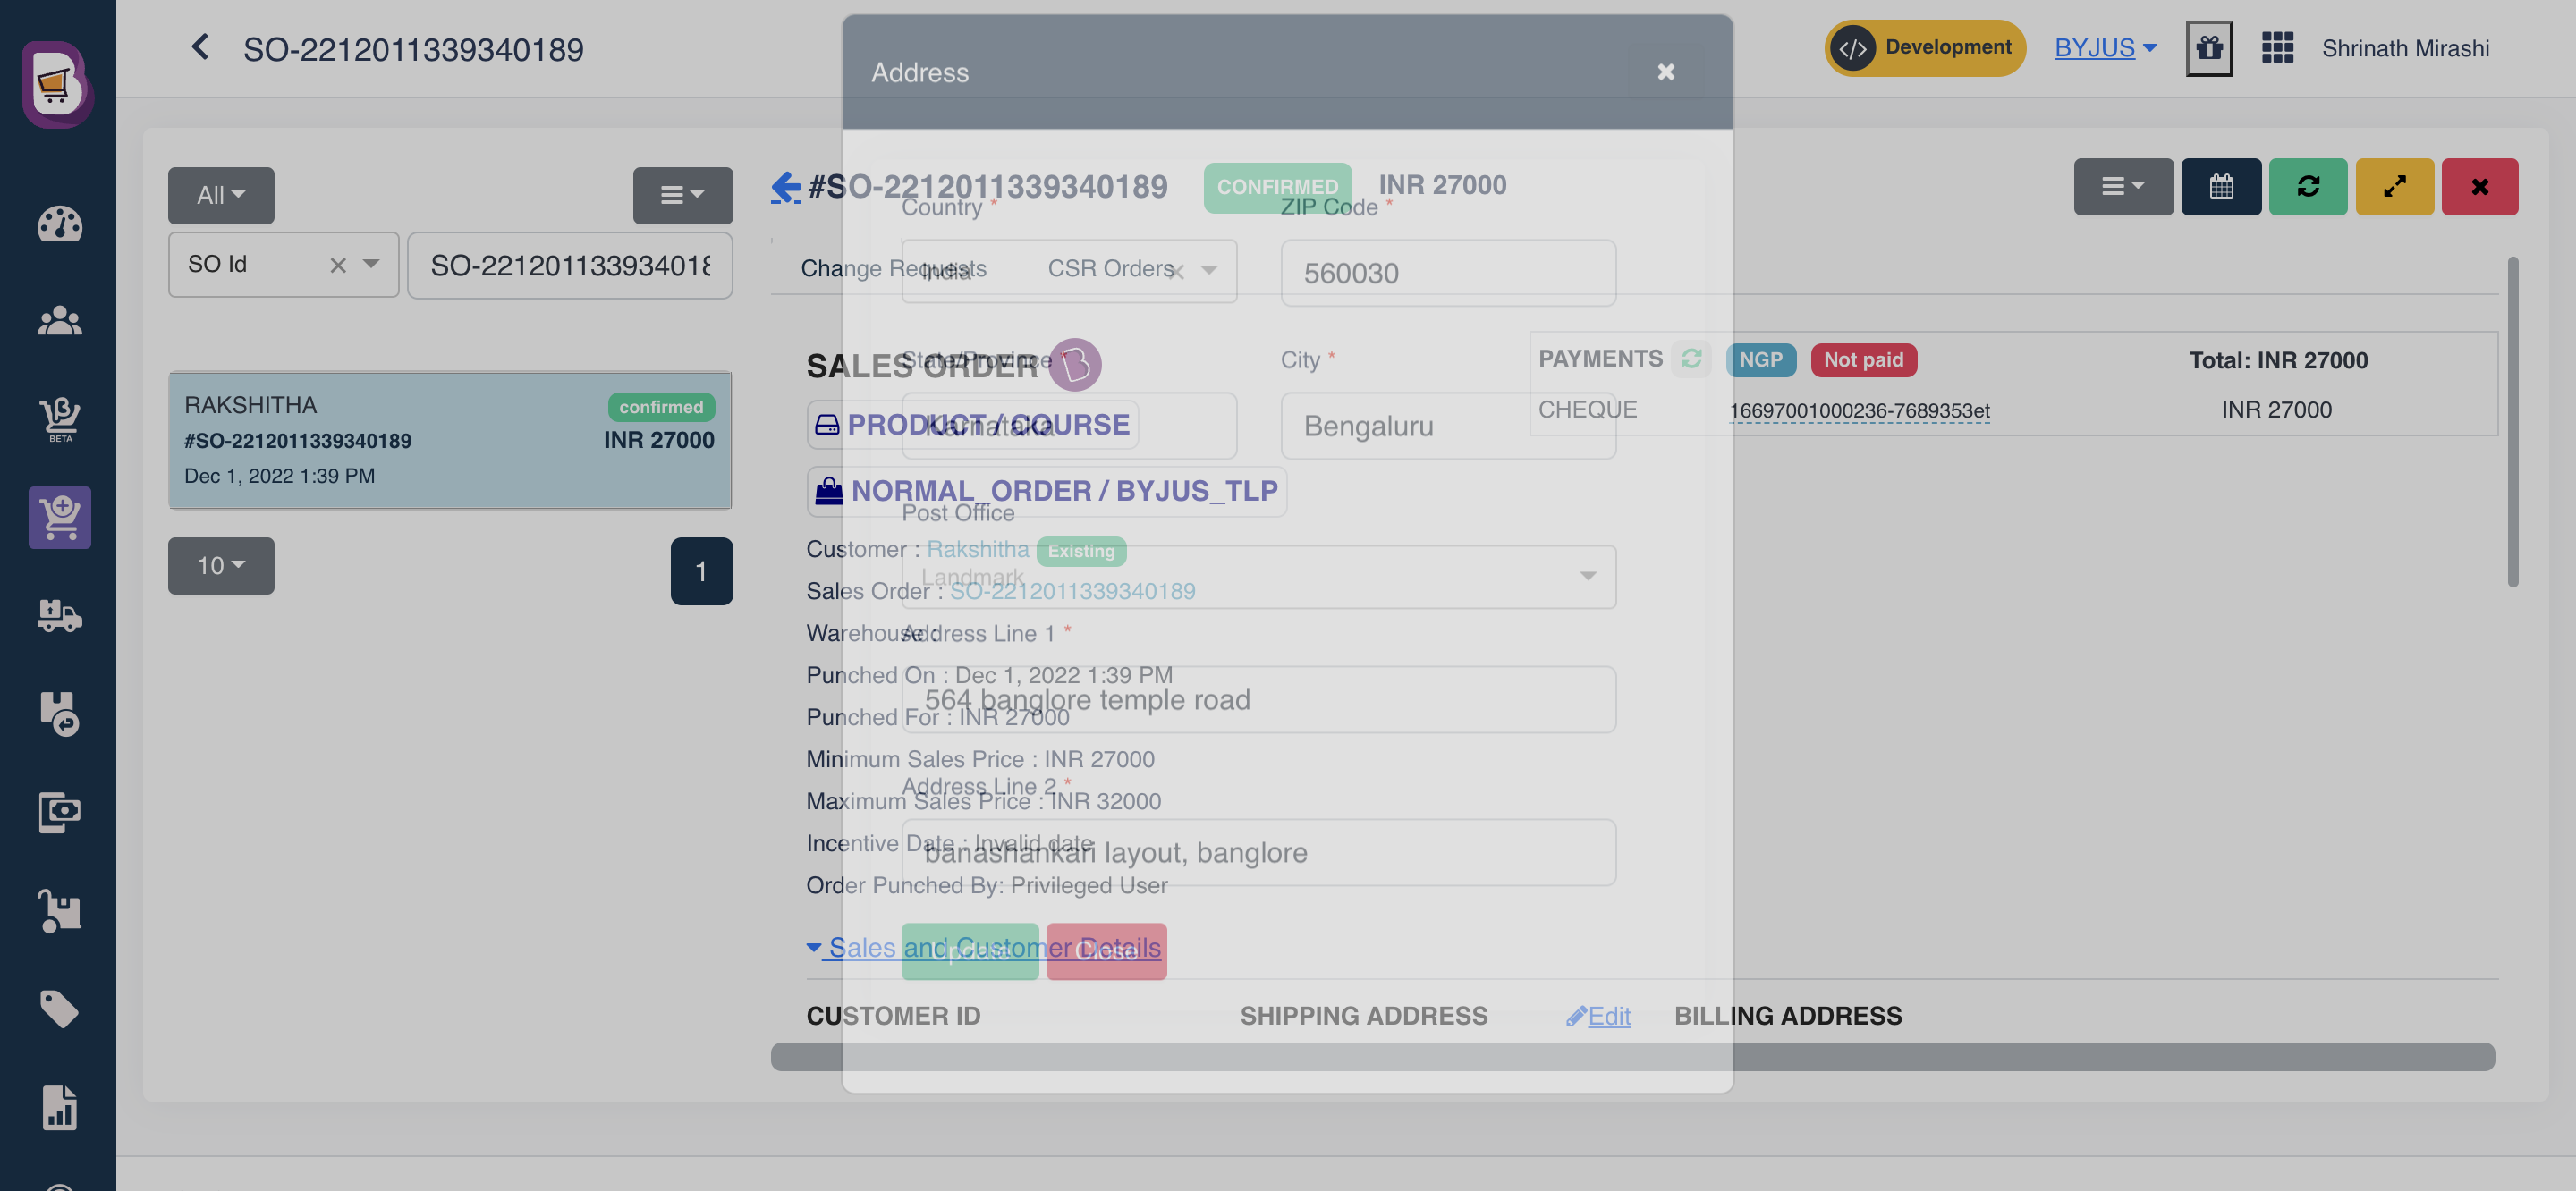 SO-2212011339340189
Development
BYJUS
Shrinath Mirashi
Address
All
SO Id
SO-221201133934018
RAKSHITHA
confirmed
#SO-2212011339340189
INR 27000
Dec 1, 2022 1:39 PM
10
1
BETA
#SO-2212011339340189
CONFIRMED
INR 27000
Change Requests
CSR Orders
Country *
India
ZIP Code *
560030
SALES ORDER
State/Province *
Karnataka
City *
Bengaluru
PAYMENTS
NGP
Not paid
Total: INR 27000
CHEQUE
16697001000236-7689353et
INR 27000
PRODUCT / COURSE
NORMAL_ORDER / BYJUS_TLP
Post Office
Landmark
Customer : Rakshitha Existing
Sales Order : SO-2212011339340189
Warehouse :
Address Line 1 *
564 banglore temple road
Punched On : Dec 1, 2022 1:39 PM
Punched For : INR 27000
Minimum Sales Price : INR 27000
Address Line 2 *
banashankari layout, banglore
Maximum Sales Price : INR 32000
Incentive Date : Invalid date
Order Punched By: Privileged User
Update
Close
Sales and Customer Details
CUSTOMER ID
SHIPPING ADDRESS
Edit
BILLING ADDRESS